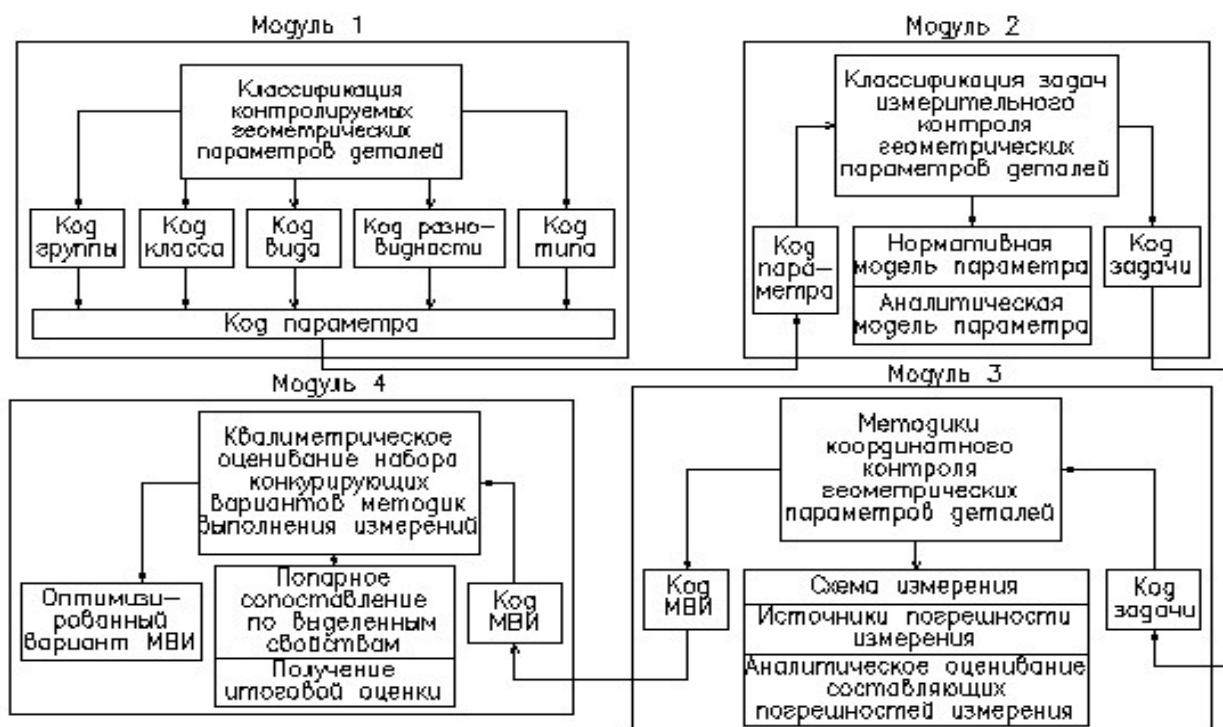 Модуль 1
Классификация
контролируемых
геометрических
параметров деталей
Код
группы
Код
класса
Код
вида
Код разно-
видности
Код
типа
Код параметра
Модуль 2
Классификация задач
измерительного
контроля
геометрических
параметров деталей
Код
пара-
метра
Нормативная
модель параметра
Аналитическая
модель параметра
Код
задачи
Модуль 4
Квалиметрическое
оценивание набора
конкурирующих
вариантов методик
выполнения измерений
Оптимизи-
рованный
вариант МВИ
Попарное
сопоставление
по выделенным
свойствам
Получение
итоговой оценки
Код
МВИ
Модуль 3
Методики
координатного
контроля
геометрических
параметров деталей
Код
МВИ
Схема измерения
Источники погрешности
измерения
Аналитическое оценивание
составляющих
погрешностей измерения
Код
задачи